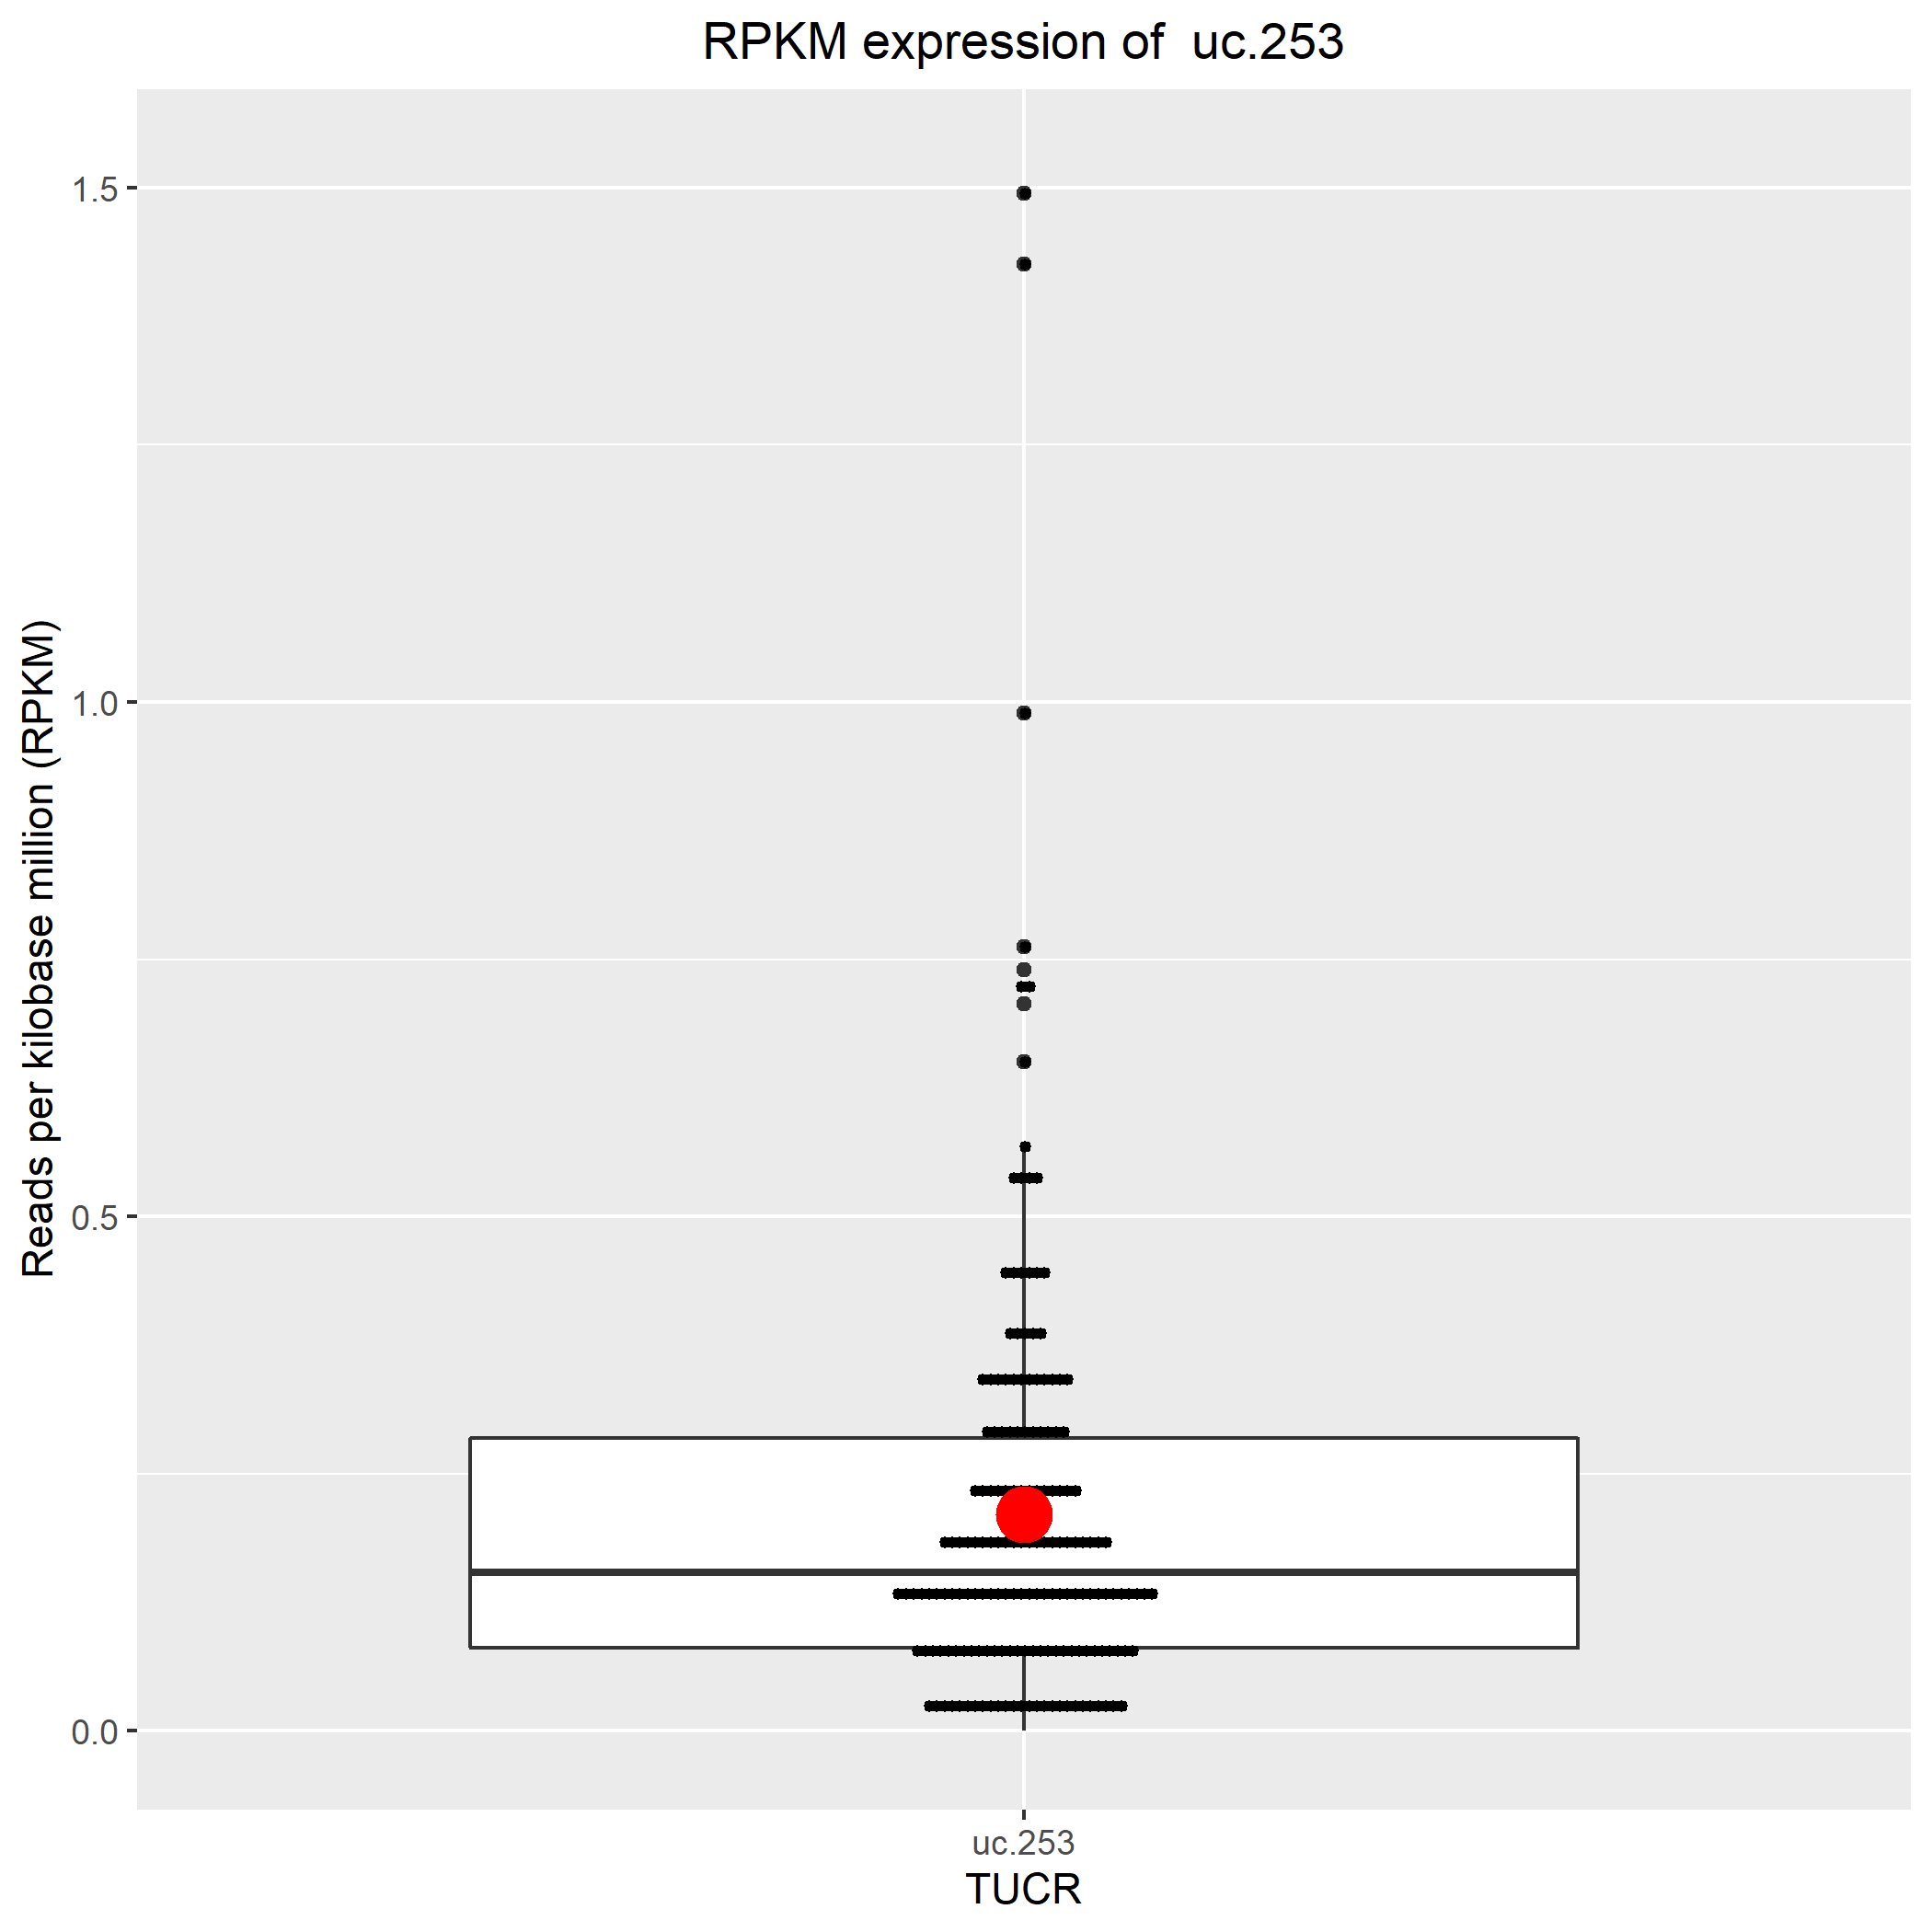 RPKM expression of  uc.253
Reads per kilobase million (RPKM)
1.5
1.0
0.5
0.0
uc.253
TUCR